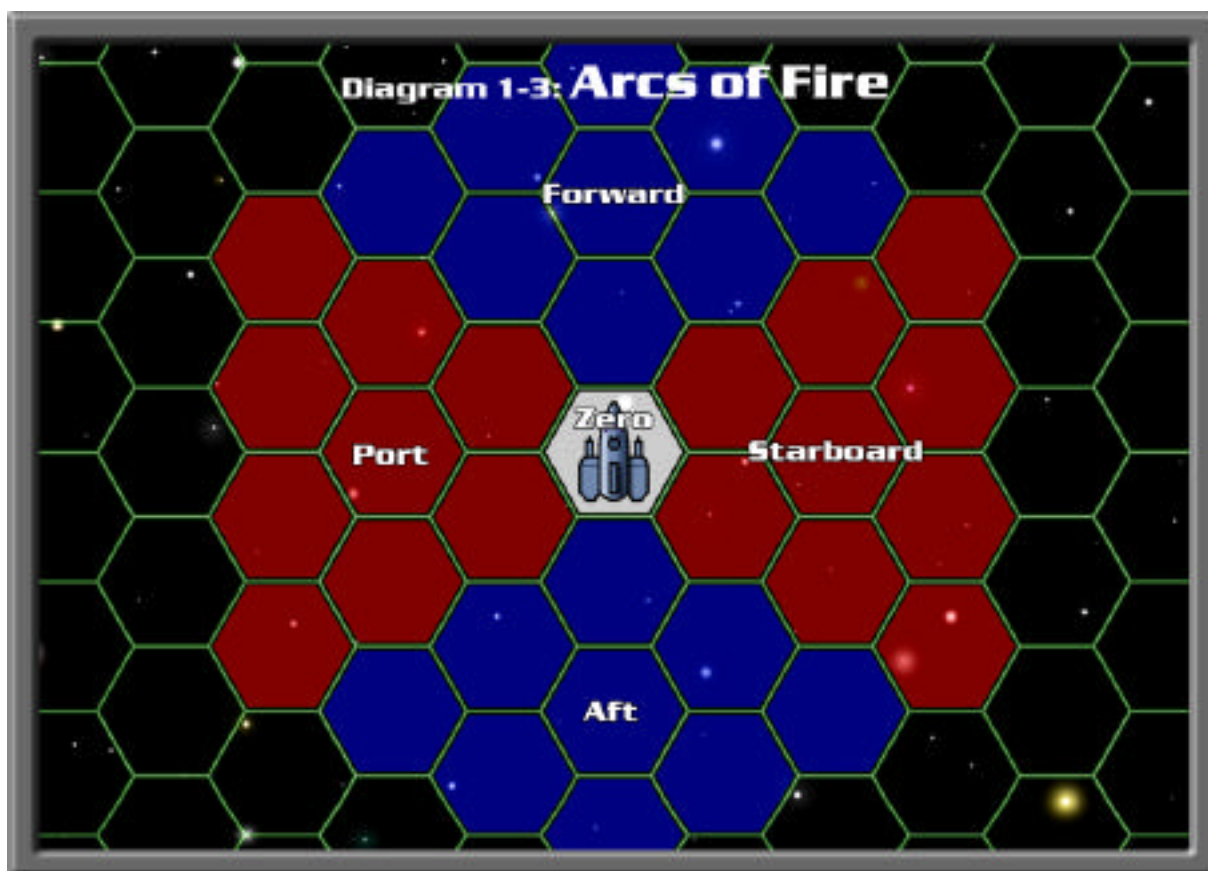 Diagram 1-3: Arcs of Fire
Forward
Zero
Port
Starboard
Aft